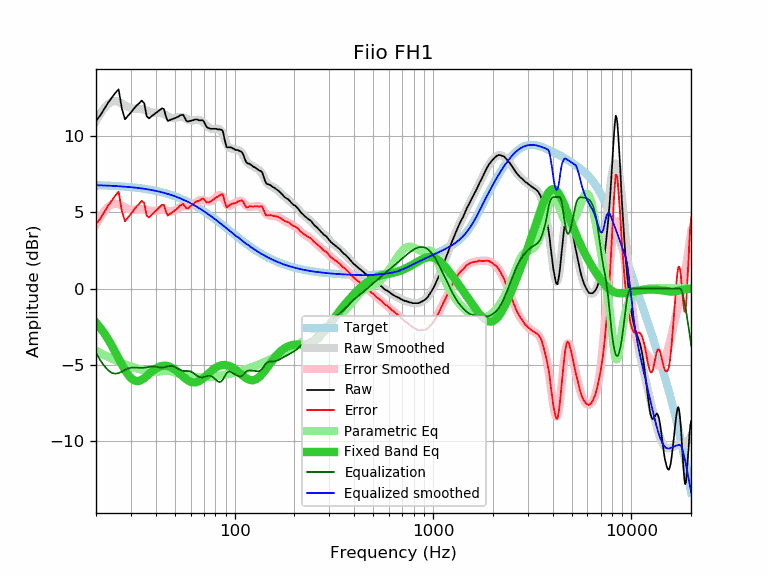 Fiio FH1
Amplitude (dBr)
10
5
0
−5
−10
Target
Raw Smoothed
Error Smoothed
Raw
Error
Parametric Eq
Fixed Band Eq
Equalization
Equalized smoothed
100
1000
10000
Frequency (Hz)